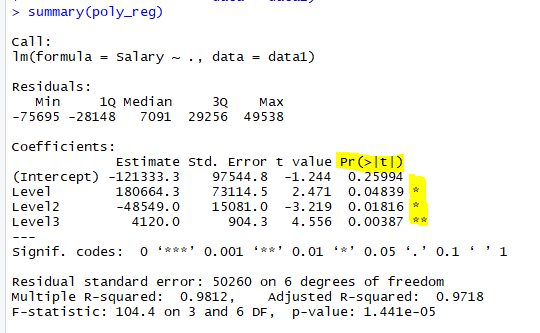 > summary(poly_reg)
Call:
lm(formula = Salary ~ ., data = data1)
Residuals:
Min 1Q Median 3Q Max
-75695 -28148 7091 29256 49538
Coefficients:
Estimate Std. Error t value Pr(>|t|)
(Intercept) -121333.3 97544.8 -1.244 0.25994
Level 180664.3 73114.5 2.471 0.04839 *
Level2 -48549.0 15081.0 -3.219 0.01816 *
Level3 4120.0 904.3 4.556 0.00387 **
---
Signif. codes: 0 ‘***’ 0.001 ‘**’ 0.01 ‘*’ 0.05 ‘.’ 0.1 ‘ ’ 1
Residual standard error: 50260 on 6 degrees of freedom
Multiple R-squared: 0.9812, Adjusted R-squared: 0.9718
F-statistic: 104.4 on 3 and 6 DF, p-value: 1.441e-05